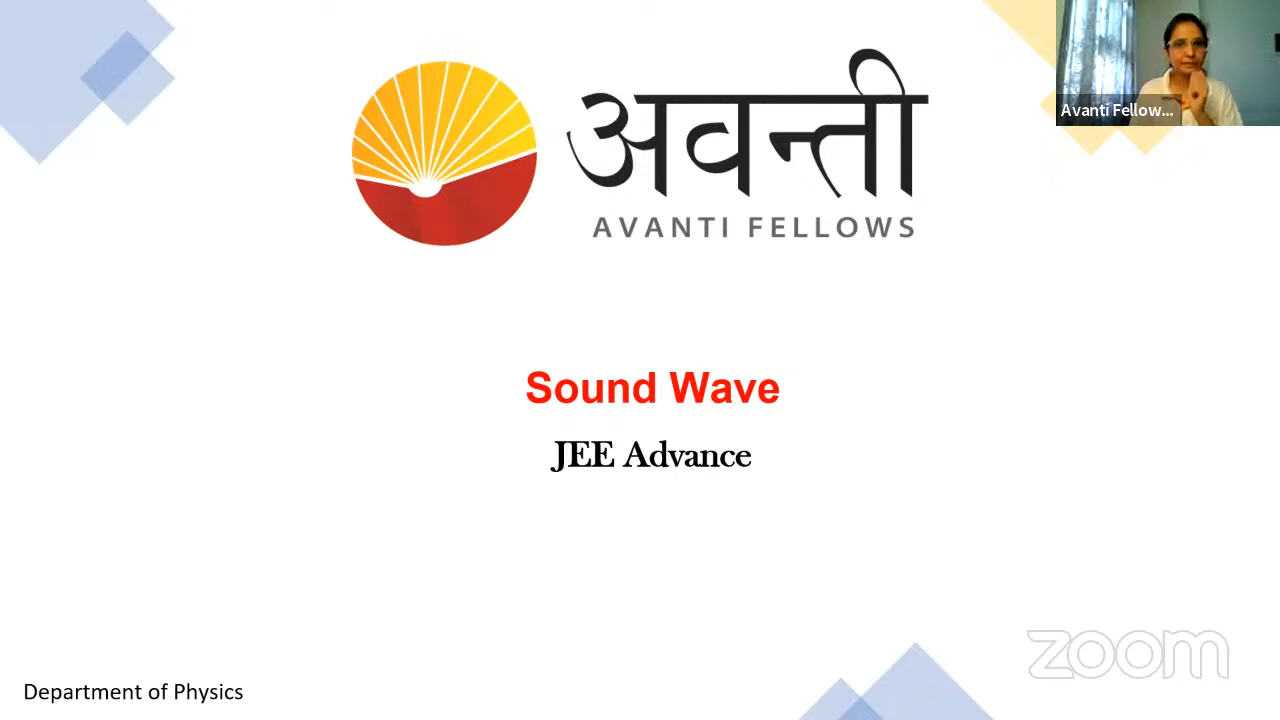 Avanti Fellow...
अवन्ती
AVANTI FELLOWS
Sound Wave
JEE Advance
zoom
Department of Physics